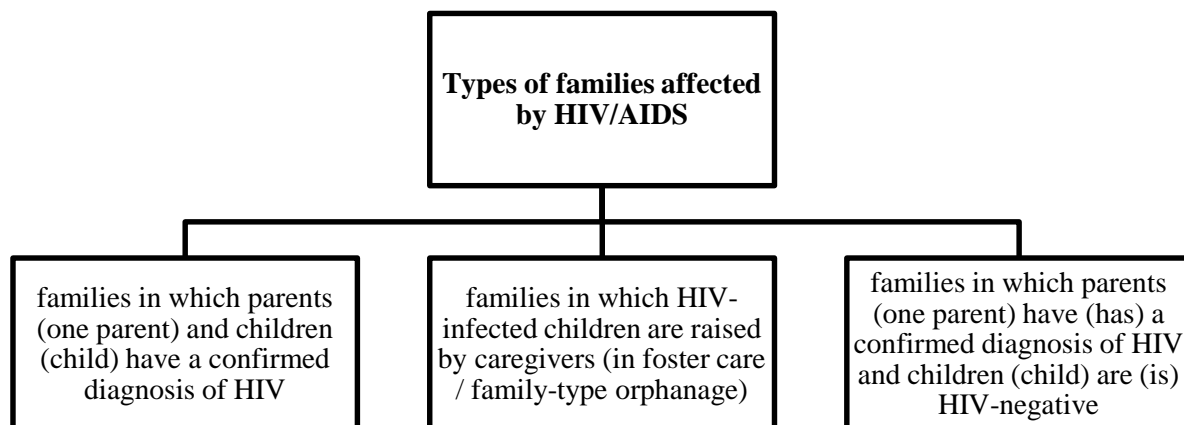 Types of families affected
by HIV/AIDS
families in which parents
(one parent) and children
(child) have a confirmed
diagnosis of HIV
families in which HIV-
infected children are raised
by caregivers (in foster care
/ family-type orphanage)
families in which parents
(one parent) have (has) a
confirmed diagnosis of HIV
and children (child) are (is)
HIV-negative